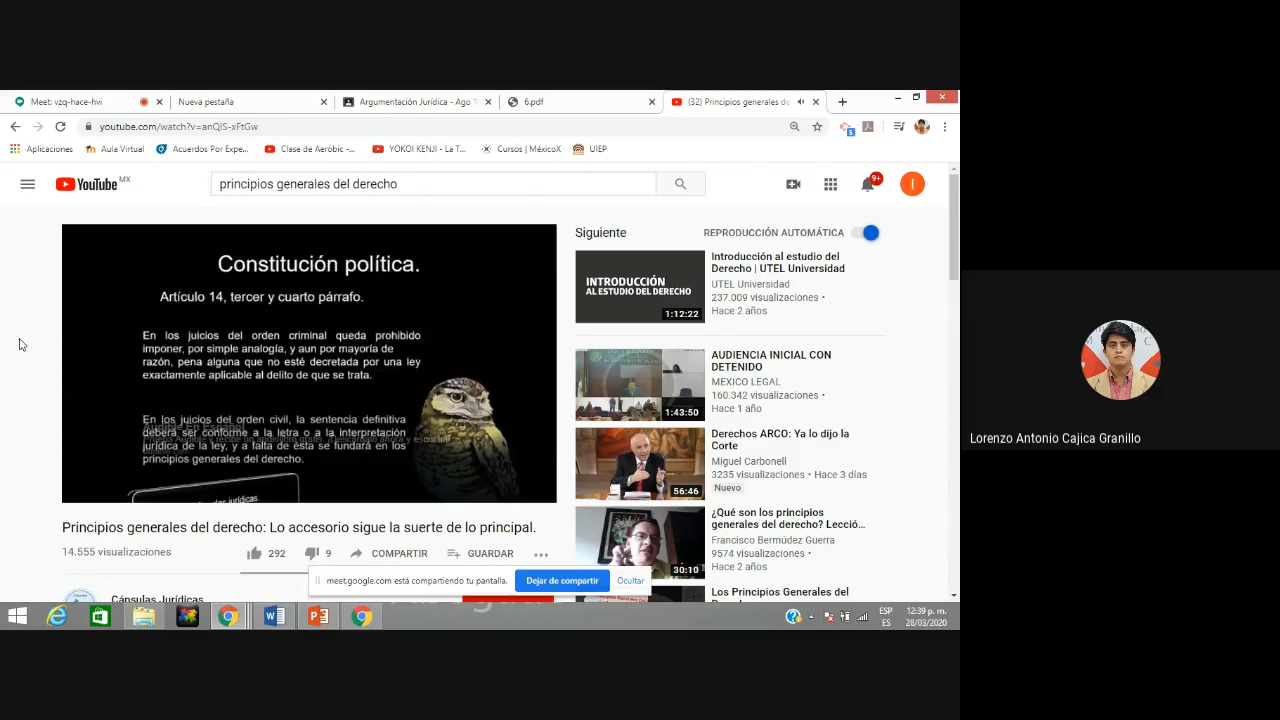 Meet: vzq-hace-hvi
Nueva pestaña
Argumentación Jurídica - Ago
6.pdf
(32) Principios generales de
youtube.com/watch?v=anOJS-xFtGw
Aplicaciones
Aula Virtual
Acuerdos Por Expe...
Clase de Aeróbic -...
YOKOI KENJI - La T...
Cursos | MéxicoX
UIEP
YouTube MX
principios generales del derecho
9+
I
Constitución política.
Artículo 14, tercer y cuarto párrafo.
En los juicios del orden criminal queda prohibido
imponer, por simple analogía, y aun por mayoría de
razón, pena alguna que no esté decretada por una ley
exactamente aplicable al delito de que se trata.
En los juicios del orden civil, la sentencia definitiva
deberá ser conforme a la letra o a la interpretación
jurídica de la ley, y a falta de ésta se fundará en los
principios generales del derecho.
jurídicas.
Principios generales del derecho: Lo accesorio sigue la suerte de lo principal.
14.555 visualizaciones
292
9
COMPARTIR
GUARDAR
Cápsulas Jurídicas
Siguiente
REPRODUCCIÓN AUTOMÁTICA
INTRODUCCIÓN
AL ESTUDIO DEL DERECHO
1:12:22
Introducción al estudio del
Derecho | UTEL Universidad
UTEL Universidad
237.009 visualizaciones •
Hace 2 años
1:43:50
AUDIENCIA INICIAL CON
DETENIDO
MEXICO LEGAL
160.342 visualizaciones •
Hace 1 año
56:46
Derechos ARCO: Ya lo dijo la
Corte
Miguel Carbonell
3235 visualizaciones • Hace 3 días
Nuevo
30:10
¿Qué son los principios
generales del derecho? Lecció...
Francisco Bermúdez Guerra
9574 visualizaciones •
Hace 2 años
Los Principios Generales del
meet.google.com está compartiendo tu pantalla.
Dejar de compartir
Ocultar
ESP
ES
12:39 p. m.
28/03/2020
Lorenzo Antonio Cajica Granillo